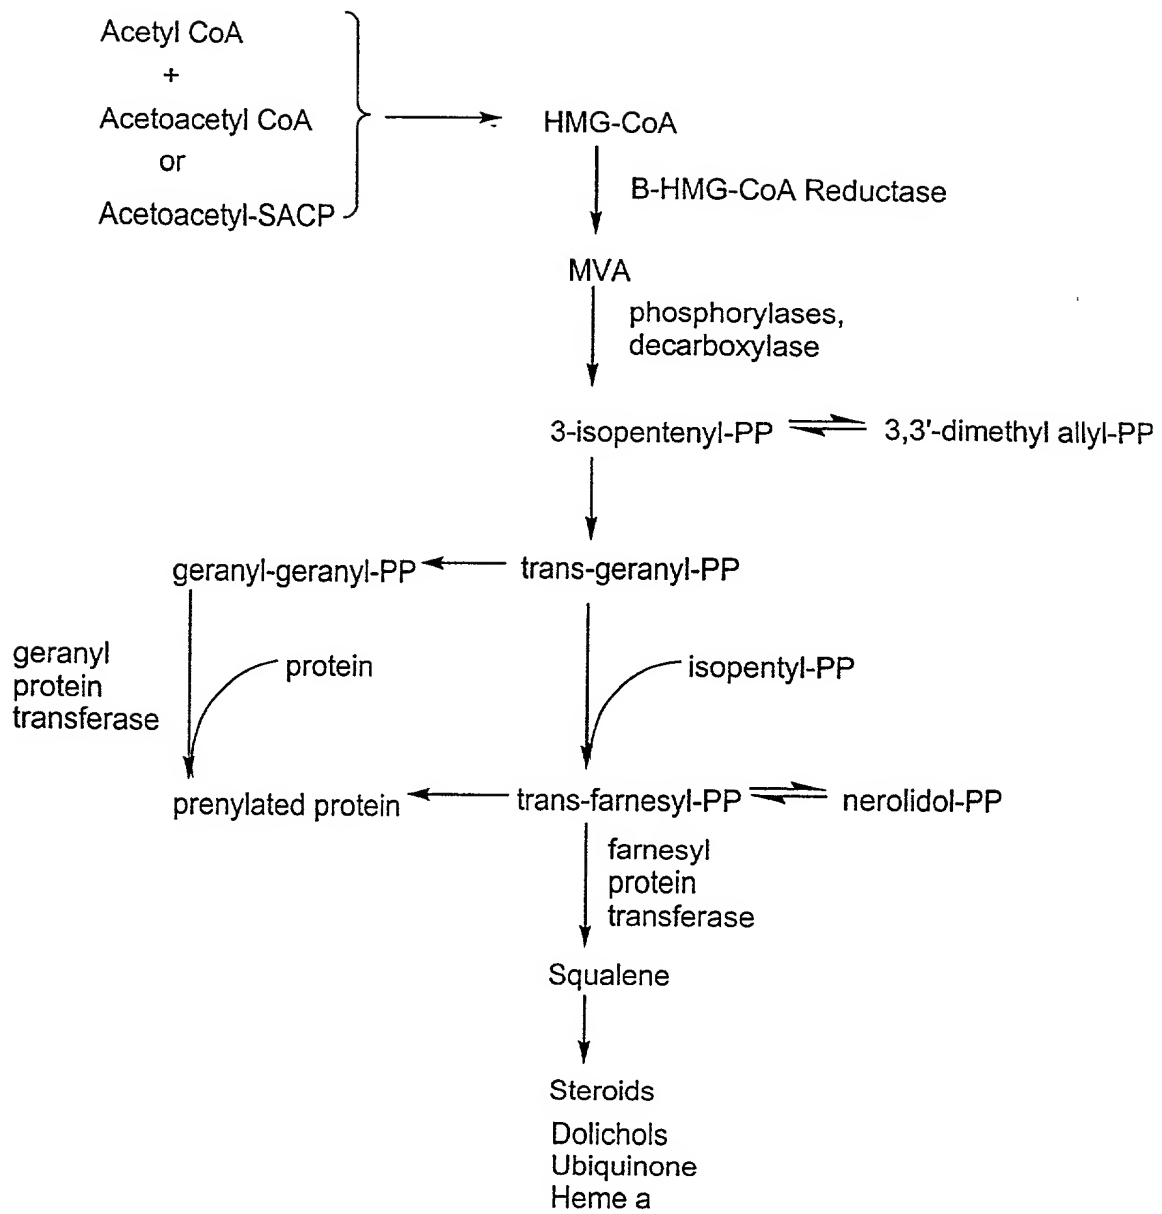 Acetyl CoA
+
Acetoacetyl CoA
or
Acetoacetyl-SACP
HMG-CoA
B-HMG-CoA Reductase
MVA
phosphorylases,
decarboxylase
3-isopentenyl-PP
3,3'-dimethyl allyl-PP
geranyl-geranyl-PP
trans-geranyl-PP
geranyl
protein
transferase
protein
isopentyl-PP
prenylated protein
trans-farnesyl-PP
nerolidol-PP
farnesyl
protein
transferase
Squalene
Steroids
Dolichols
Ubiquinone
Heme a